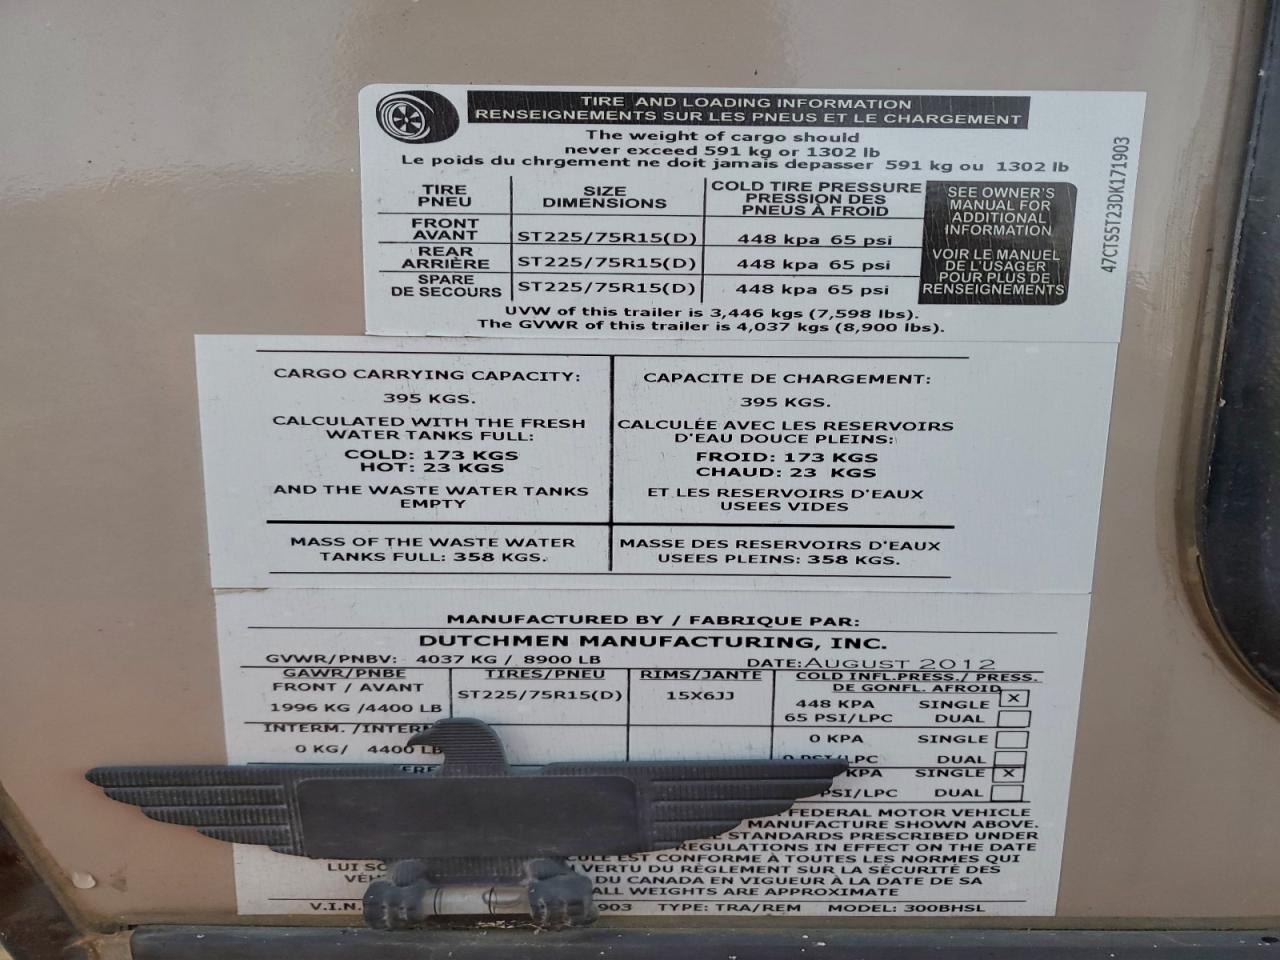 TIRE AND LOADING INFORMATION
RENSEIGNEMENTS SUR LES PNEUS ET LE CHARGEMENT
The weight of cargo should
never exceed 591 kg or 1302 lb
Le poids du chrgement ne doit jamais depasser 591 kg ou 1302 lb
TIRE PNEU
SIZE DIMENSIONS
COLD TIRE PRESSURE PRESSION DES PNEUS À FROID
FRONT AVANT ST225/75R15(D) 448 kpa 65 psi
REAR ARRIÈRE ST225/75R15(D) 448 kpa 65 psi
SPARE DE SECOURS ST225/75R15(D) 448 kpa 65 psi
SEE OWNER'S
MANUAL FOR
ADDITIONAL
INFORMATION
VOIR LE MANUEL
DE L'USAGER
POUR PLUS DE
RENSEIGNEMENTS
47CTS5T23DK171903
UVW of this trailer is 3,446 kgs (7,598 lbs).
The GVWR of this trailer is 4,037 kgs (8,900 lbs).
CARGO CARRYING CAPACITY:
395 KGS.
CALCULATED WITH THE FRESH
WATER TANKS FULL:
COLD: 173 KGS
HOT: 23 KGS
AND THE WASTE WATER TANKS
EMPTY
MASS OF THE WASTE WATER
TANKS FULL: 358 KGS.
CAPACITE DE CHARGEMENT:
395 KGS.
CALCULÉE AVEC LES RESERVOIRS
D'EAU DOUCE PLEINS:
FROID: 173 KGS
CHAUD: 23 KGS
ET LES RESERVOIRS D'EAUX
USEES VIDES
MASSE DES RESERVOIRS D'EAUX
USEES PLEINS: 358 KGS.
MANUFACTURED BY / FABRIQUE PAR:
DUTCHMEN MANUFACTURING, INC.
GVWR/PNBV: 4037 KG / 8900 LB DATE: AUGUST 2012
GAWR/PNBE TIRES/PNEU RIMS/JANTE COLD INFL.PRESS./ PRESS.
DE GONFL. AFROID
FRONT / AVANT ST225/75R15(D) 15X6JJ
1996 KG /4400 LB 448 KPA SINGLE X
65 PSI/LPC DUAL
INTERM. /INTERM 0 KPA SINGLE
0 KG/ 4400 LB 0 PSI/LPC DUAL
KPA SINGLE X
PSI/LPC DUAL
FEDERAL MOTOR VEHICLE
MANUFACTURE SHOWN ABOVE.
STANDARDS PRESCRIBED UNDER
REGULATIONS IN EFFECT ON THE DATE
EST CONFORME À TOUTES LES NORMES QUI
LUI VERTU DU RÉGLEMENT SUR LA SÉCURITÉ DES
DU CANADA EN VIGUEUR À LA DATE DE SA
ALL WEIGHTS ARE APPROXIMATE
V.I.N. 903 TYPE: TRA/REM MODEL: 300BHSL